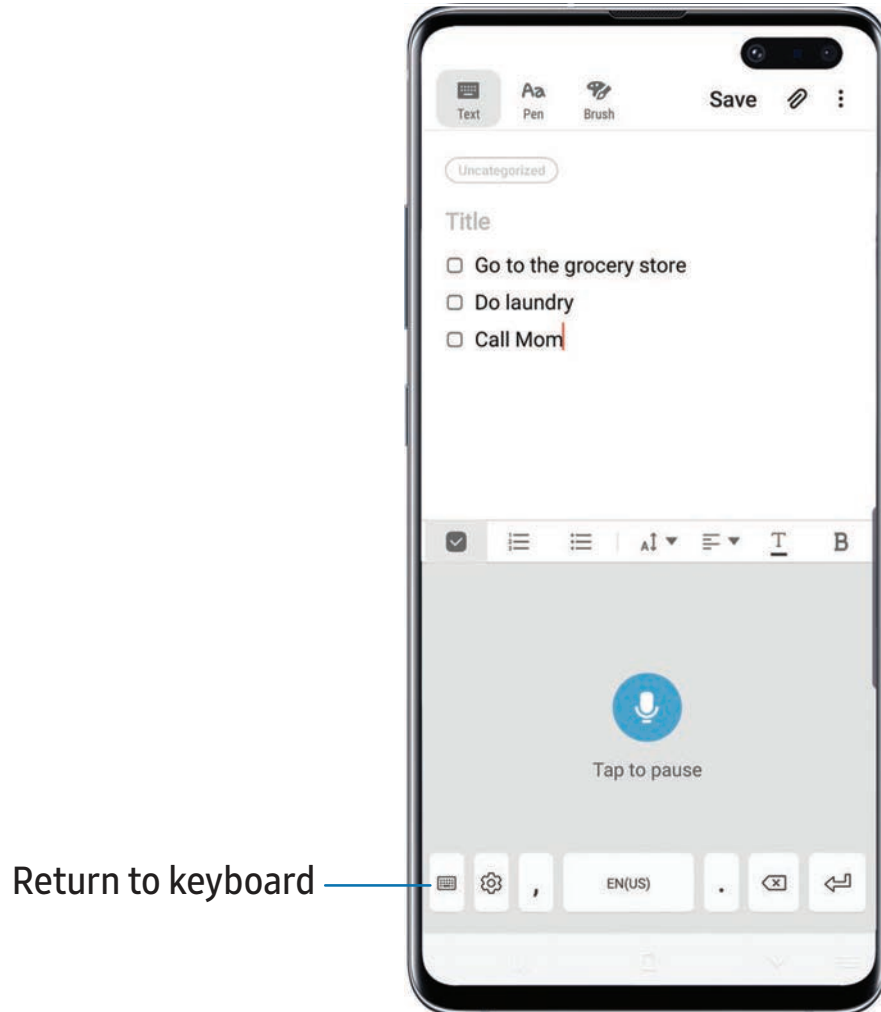 Text
Aa
Pen
Brush
Save
Uncategorized
Title
Go to the grocery store
Do laundry
Call Mom
A
T
B
Tap to pause
Return to keyboard
, EN(US) .